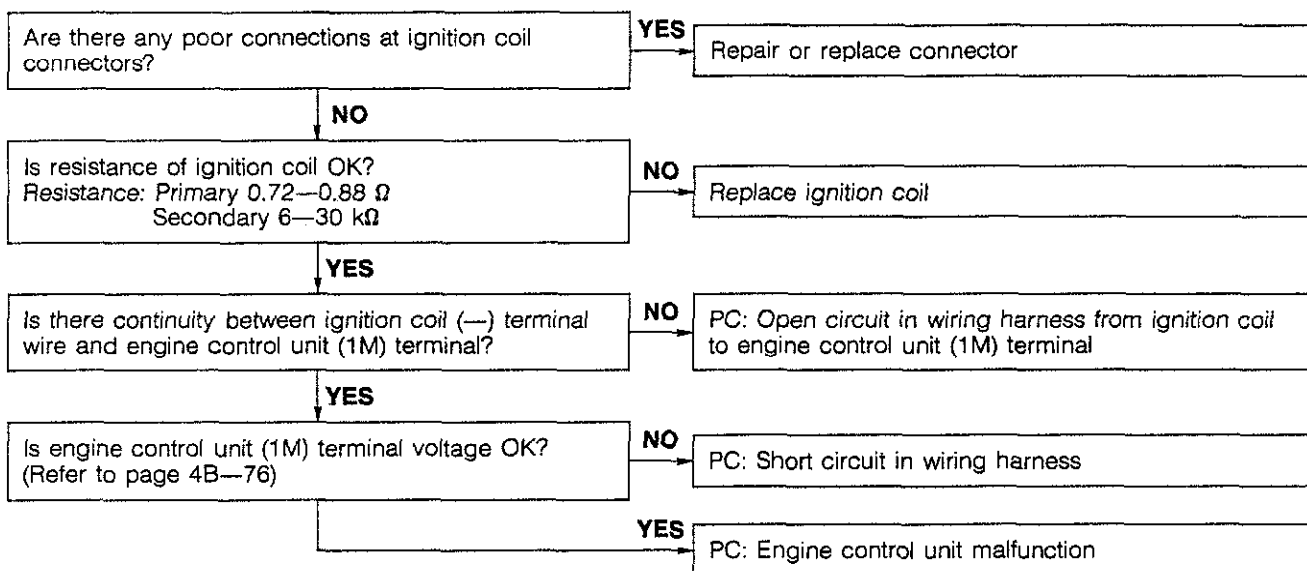 Are there any poor connections at ignition coil
connectors?
YES
Repair or replace connector
NO
Is resistance of ignition coil OK?
Resistance: Primary 0.72—0.88 Ω
Secondary 6—30 kΩ
NO
Replace ignition coil
YES
Is there continuity between ignition coil (—) terminal
wire and engine control unit (1M) terminal?
NO
PC: Open circuit in wiring harness from ignition coil
to engine control unit (1M) terminal
YES
Is engine control unit (1M) terminal voltage OK?
(Refer to page 4B—76)
NO
PC: Short circuit in wiring harness
YES
PC: Engine control unit malfunction